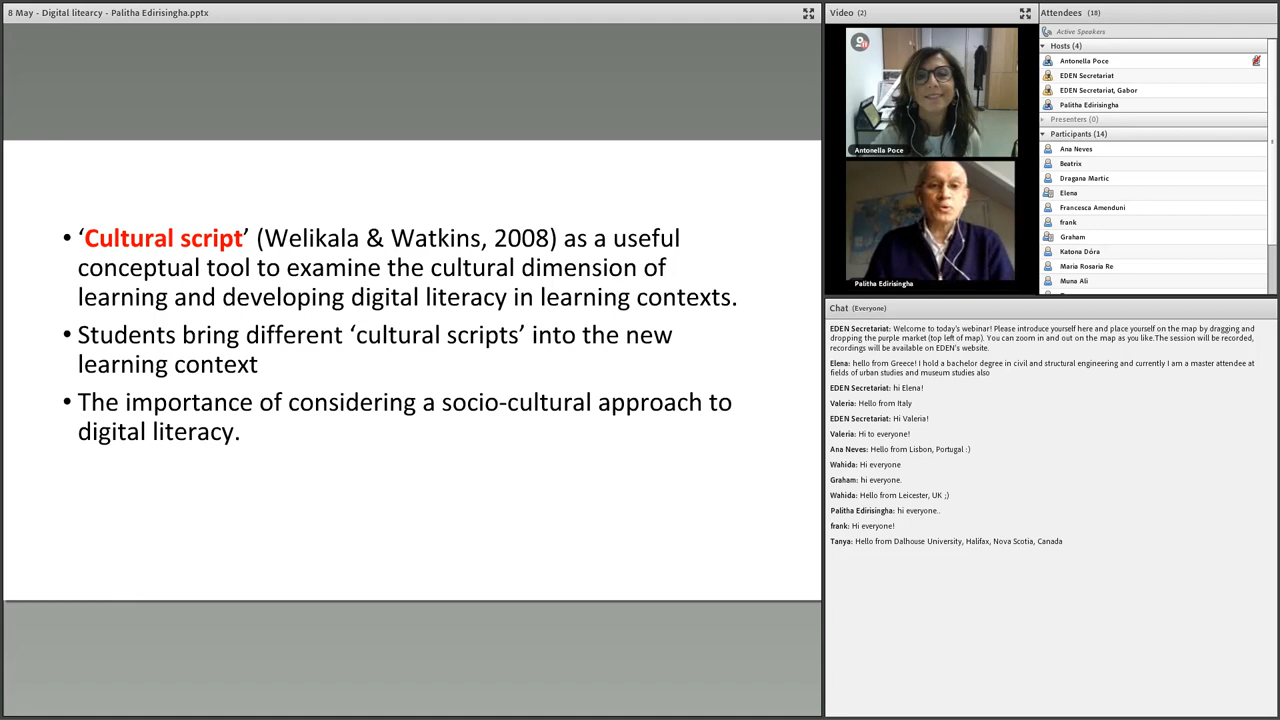 8 May - Digital litearcy - Palitha Edirisingha.pptx
• ‘Cultural script’ (Welikala & Watkins, 2008) as a useful
conceptual tool to examine the cultural dimension of
learning and developing digital literacy in learning contexts.
• Students bring different ‘cultural scripts’ into the new
learning context
• The importance of considering a socio-cultural approach to
digital literacy.
Video (2)
Antonella Poce
Palitha Edirisingha
Attendees (18)
Active Speakers
Hosts (4)
Antonella Poce
EDEN Secretariat
EDEN Secretariat, Gabor
Palitha Edirisingha
Presenters (0)
Participants (14)
Ana Neves
Beatrix
Dragana Martic
Elena
Francesca Amenduni
frank
Graham
Katona Dóra
Maria Rosaria Re
Muna Ali
Chat (Everyone)
EDEN Secretariat: Welcome to today's webinar! Please introduce yourself here and place yourself on the map by dragging and
dropping the purple market (top left of map). You can zoom in and out on the map as you like.The session will be recorded,
recordings will be available on EDEN's website.
Elena: hello from Greece! I hold a bachelor degree in civil and structural engineering and currently I am a master attendee at
fields of urban studies and museum studies also
EDEN Secretariat: hi Elena!
Valeria: Hello from Italy
EDEN Secretariat: Hi Valeria!
Valeria: Hi to everyone!
Ana Neves: Hello from Lisbon, Portugal :)
Wahida: Hi everyone
Graham: hi everyone.
Wahida: Hello from Leicester, UK ;)
Palitha Edirisingha: hi everyone..
frank: Hi everyone!
Tanya: Hello from Dalhouse University, Halifax, Nova Scotia, Canada